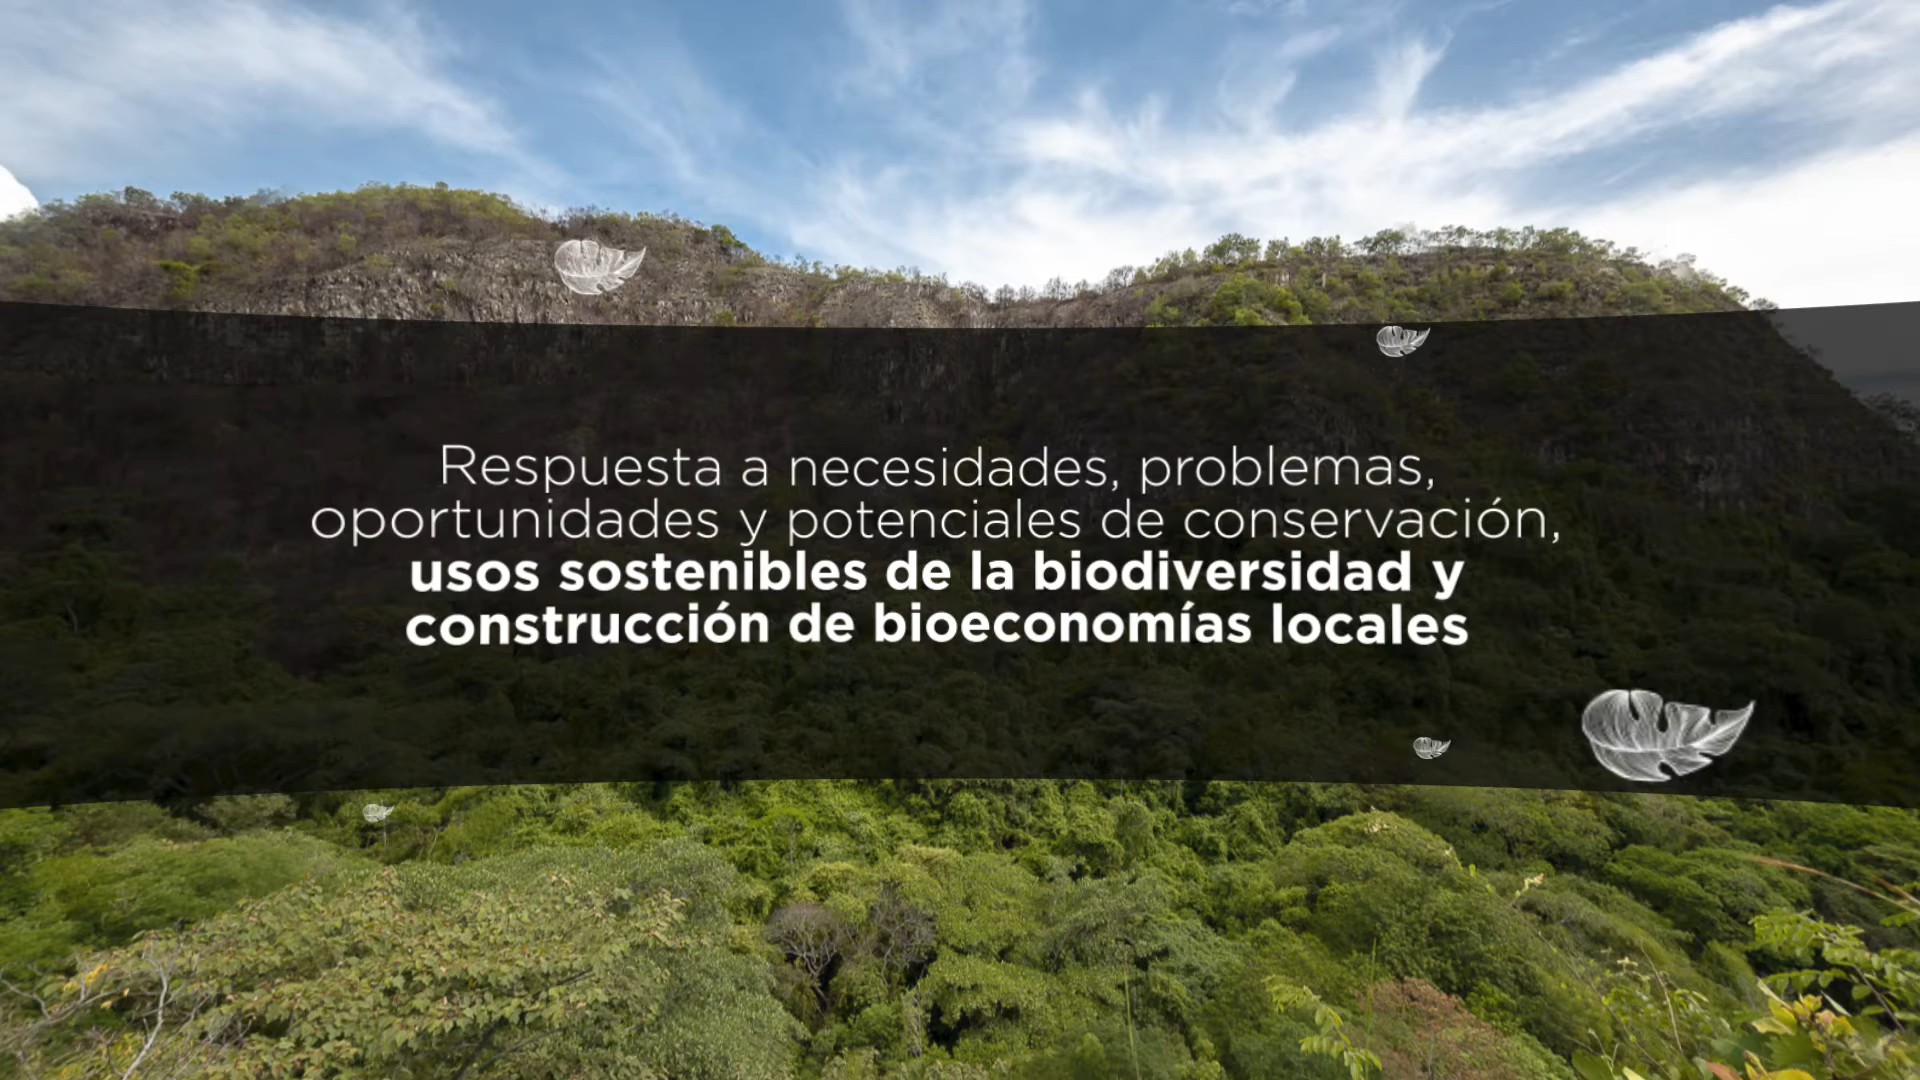 Respuesta a necesidades, problemas,
oportunidades y potenciales de conservación,
usos sostenibles de la biodiversidad y
construcción de bioeconomías locales